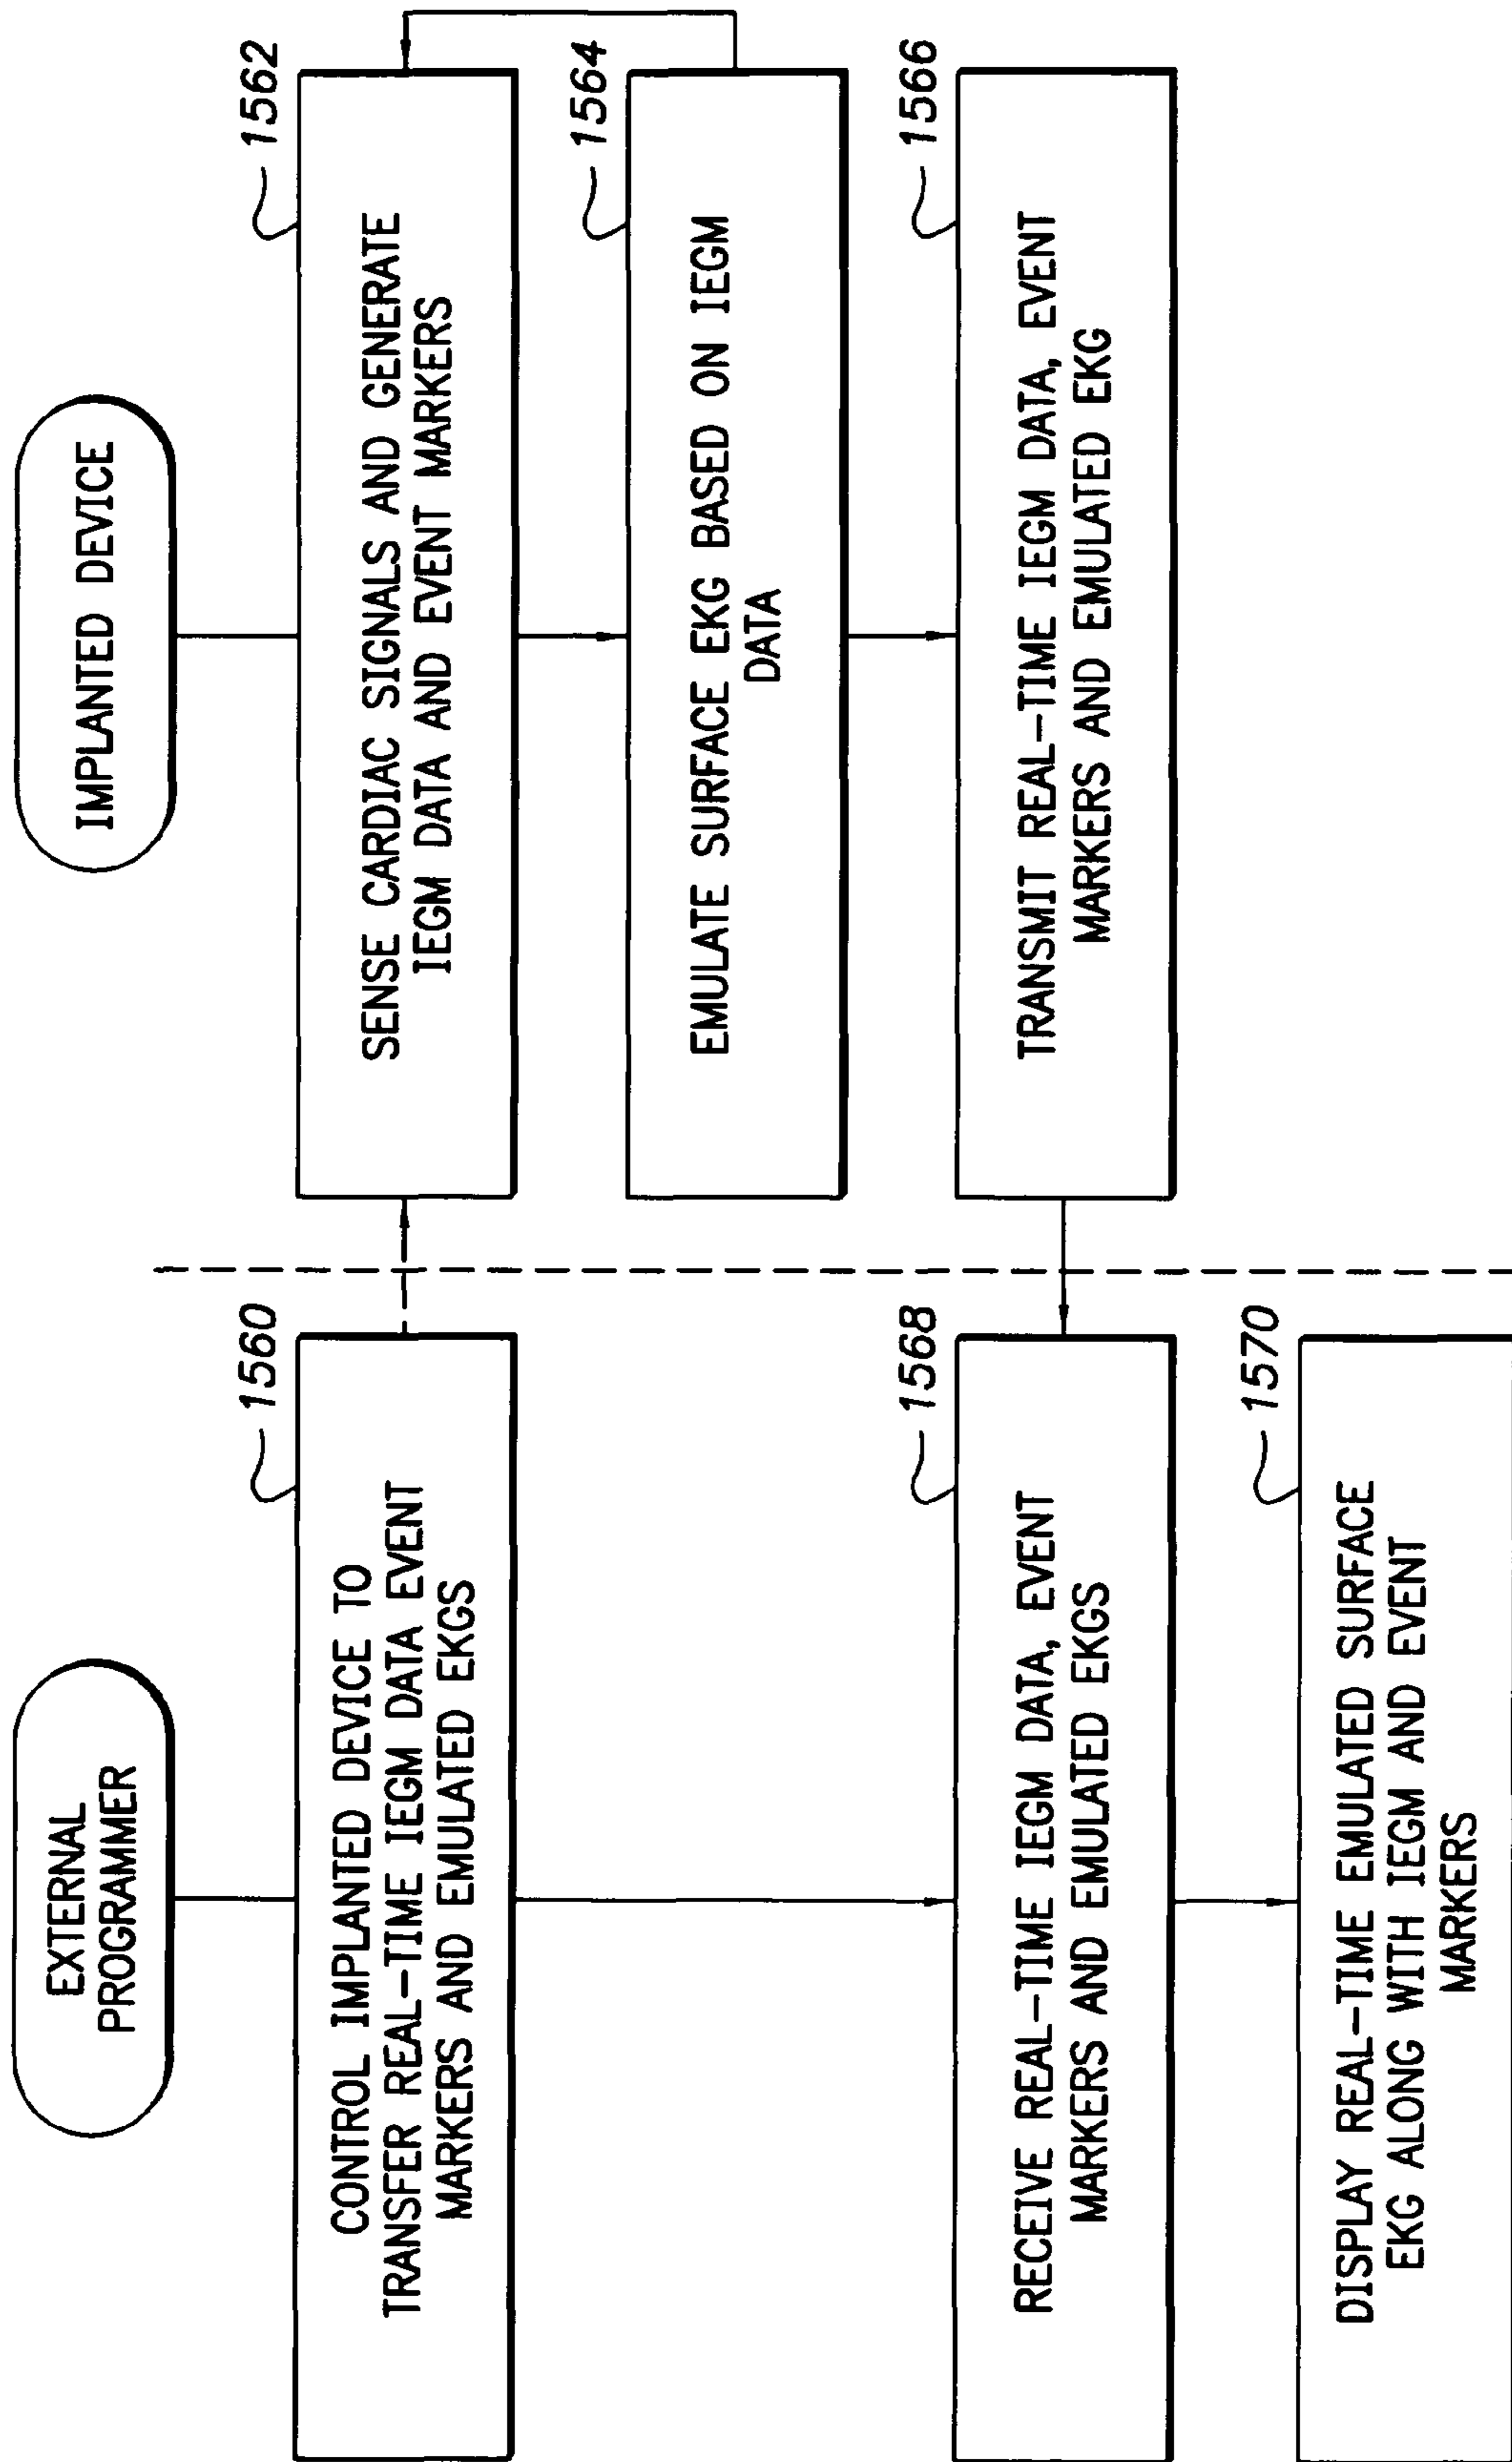 EXTERNAL
PROGRAMMER
1560
CONTROL IMPLANTED DEVICE TO
TRANSFER REAL-TIME IEGM DATA EVENT
MARKERS AND EMULATED EKGS
1568
RECEIVE REAL-TIME IEGM DATA, EVENT
MARKERS AND EMULATED EKGS
1570
DISPLAY REAL-TIME EMULATED SURFACE
EKG ALONG WITH IEGM AND EVENT
MARKERS
IMPLANTED DEVICE
1562
SENSE CARDIAC SIGNALS AND GENERATE
IEGM DATA AND EVENT MARKERS
1564
EMULATE SURFACE EKG BASED ON IEGM
DATA
1566
TRANSMIT REAL-TIME IEGM DATA, EVENT
MARKERS AND EMULATED EKG